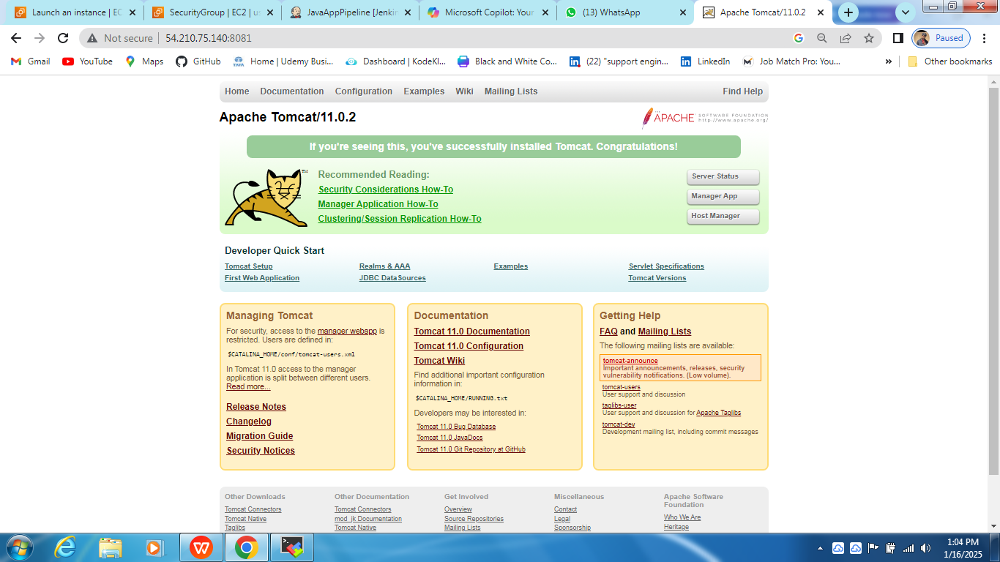 Launch an instance | EC
SecurityGroup | EC2 | us
JavaAppPipeline [Jenkin
Microsoft Copilot: Your
(13) WhatsApp
Apache Tomcat/11.0.2
Not secure
54.210.75.140:8081
Paused
Gmail
YouTube
Maps
GitHub
Home | Udemy Busi...
Dashboard | KodeKl...
Black and White Co...
(22) "support engin...
LinkedIn
Job Match Pro: You...
»
Other bookmarks
Home
Documentation
Configuration
Examples
Wiki
Mailing Lists
Find Help
Apache Tomcat/11.0.2
APACHE
SOFTWARE FOUNDATION
http://www.apache.org/
If you're seeing this, you've successfully installed Tomcat. Congratulations!
TM
Recommended Reading:
Security Considerations How-To
Manager Application How-To
Clustering/Session Replication How-To
Server Status
Manager App
Host Manager
Developer Quick Start
Tomcat Setup
First Web Application
Realms & AAA
JDBC DataSources
Examples
Servlet Specifications
Tomcat Versions
Managing Tomcat
For security, access to the manager webapp is
restricted. Users are defined in:
$CATALINA_HOME/conf/tomcat-users.xml
In Tomcat 11.0 access to the manager
application is split between different users.
Read more...
Release Notes
Changelog
Migration Guide
Security Notices
Documentation
Tomcat 11.0 Documentation
Tomcat 11.0 Configuration
Tomcat Wiki
Find additional important configuration
information in:
$CATALINA_HOME/RUNNING.txt
Developers may be interested in:
Tomcat 11.0 Bug Database
Tomcat 11.0 JavaDocs
Tomcat 11.0 Git Repository at GitHub
Getting Help
FAQ and Mailing Lists
The following mailing lists are available:
tomcat-announce
Important announcements, releases, security
vulnerability notifications. (Low volume).
tomcat-users
User support and discussion
taglibs-user
User support and discussion for Apache Taglibs
tomcat-dev
Development mailing list, including commit messages
Other Downloads
Tomcat Connectors
Tomcat Native
Taglibs
Other Documentation
Tomcat Connectors
mod_jk Documentation
Tomcat Native
Get Involved
Overview
Source Repositories
Mailing Lists
Miscellaneous
Contact
Legal
Sponsorship
Apache Software
Foundation
Who We Are
Heritage
1:04 PM
1/16/2025